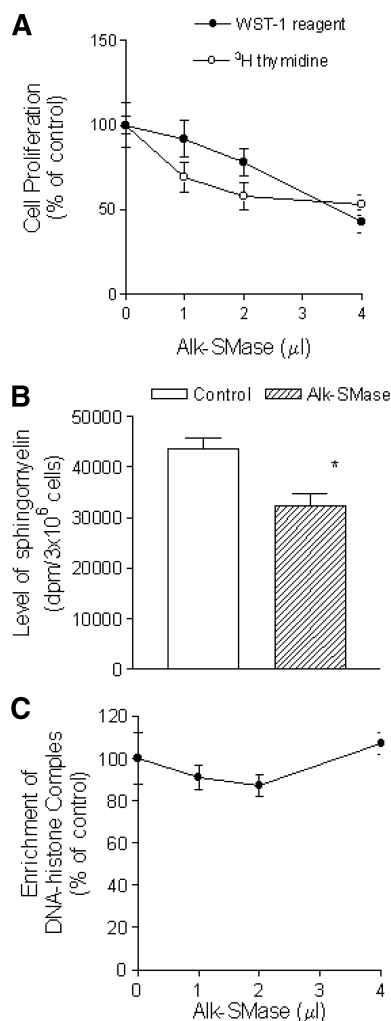 A
WST-1 reagent
³H thymidine
Cell Proliferation
(% of control)
150
100
50
0
0 1 2 3 4
Alk-SMase (µl)
B
Control Alk-SMase
Level of sphingomyelin
(dpm/3x10⁶ cells)
50000
40000
30000
20000
10000
0
*
C
Enrichment of
DNA-histone Comples
(% of control)
120
100
80
60
40
20
0
0 1 2 3 4
Alk-SMase (µl)